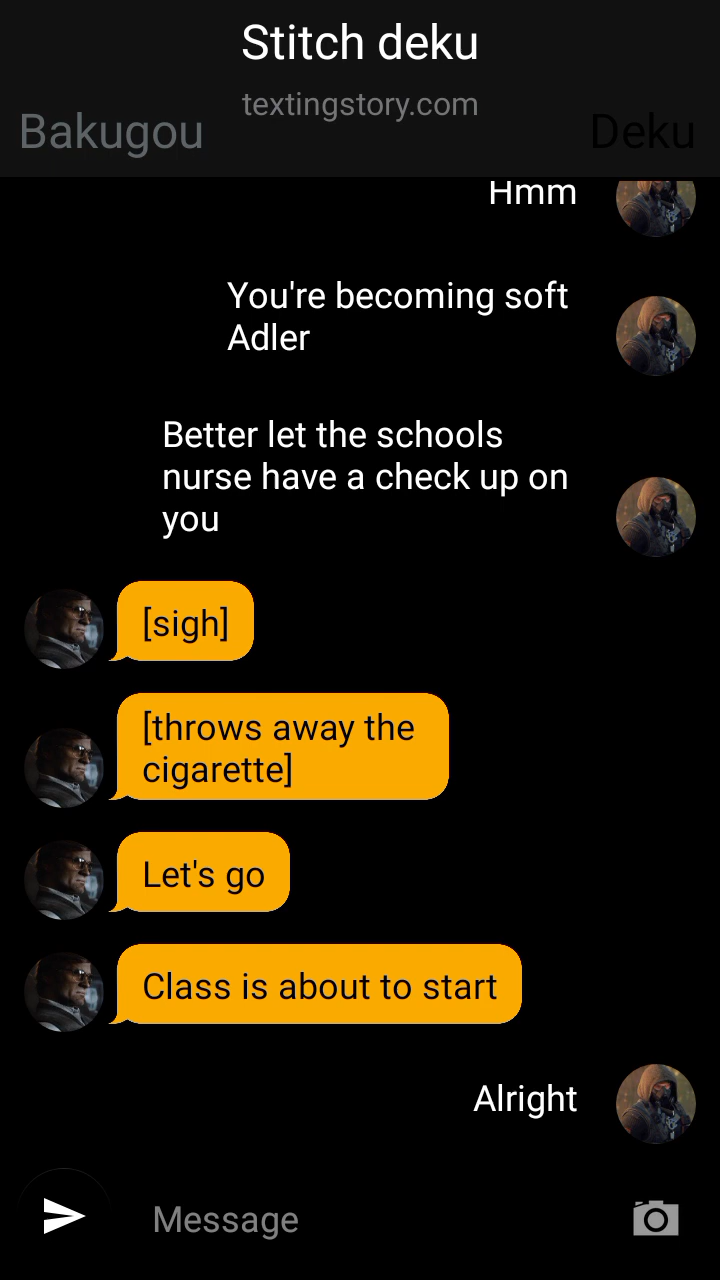 Stitch deku
textingstory.com
Bakugou
Deku
Hmm
You're becoming soft
Adler
Better let the schools
nurse have a check up on
you
[sigh]
[throws away the
cigarette]
Let's go
Class is about to start
Alright
Message